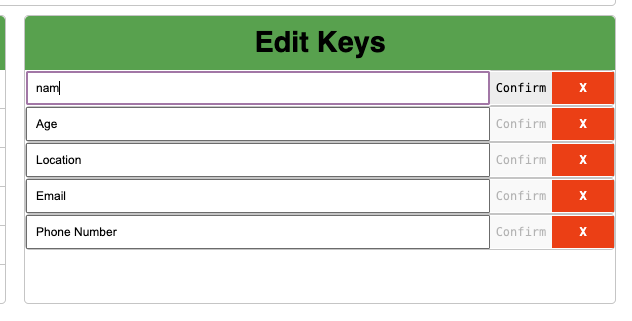 Edit Keys
nam Confirm X
Age Confirm X
Location Confirm X
Email Confirm X
Phone Number Confirm X